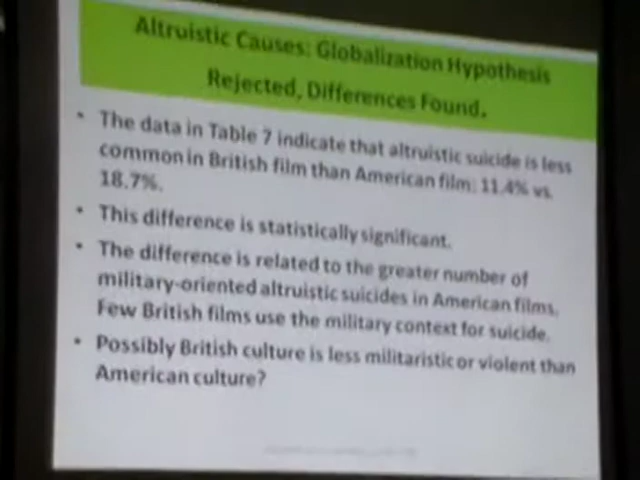 Altruistic Causes: Globalization Hypothesis
Rejected, Differences Found.
• The data in Table 7 indicate that altruistic suicide is less
common in British film than American film: 11.4% vs.
18.7%.
• This difference is statistically significant.
• The difference is related to the greater number of
military-oriented altruistic suicides in American films.
Few British films use the military context for suicide.
• Possibly British culture is less militaristic or violent than
American culture?